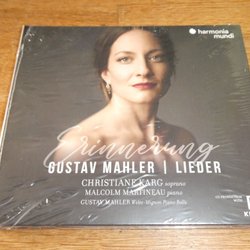 harmonia
mundi
Erinnerung
GUSTAV MAHLER | LIEDER
CHRISTIANE KARG soprano
MALCOLM MARTINEAU piano
GUSTAV MAHLER Welte-Mignon Piano Rolls